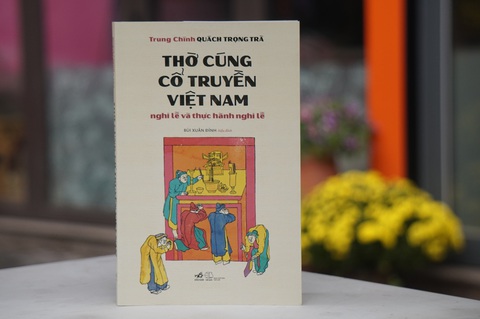 Trung Chính QUÁCH TRỌNG TRÀ
THỜ CÚNG
CỔ TRUYỀN
VIỆT NAM
nghi lễ và thực hành nghi lễ
BÙI XUÂN ĐÍNH